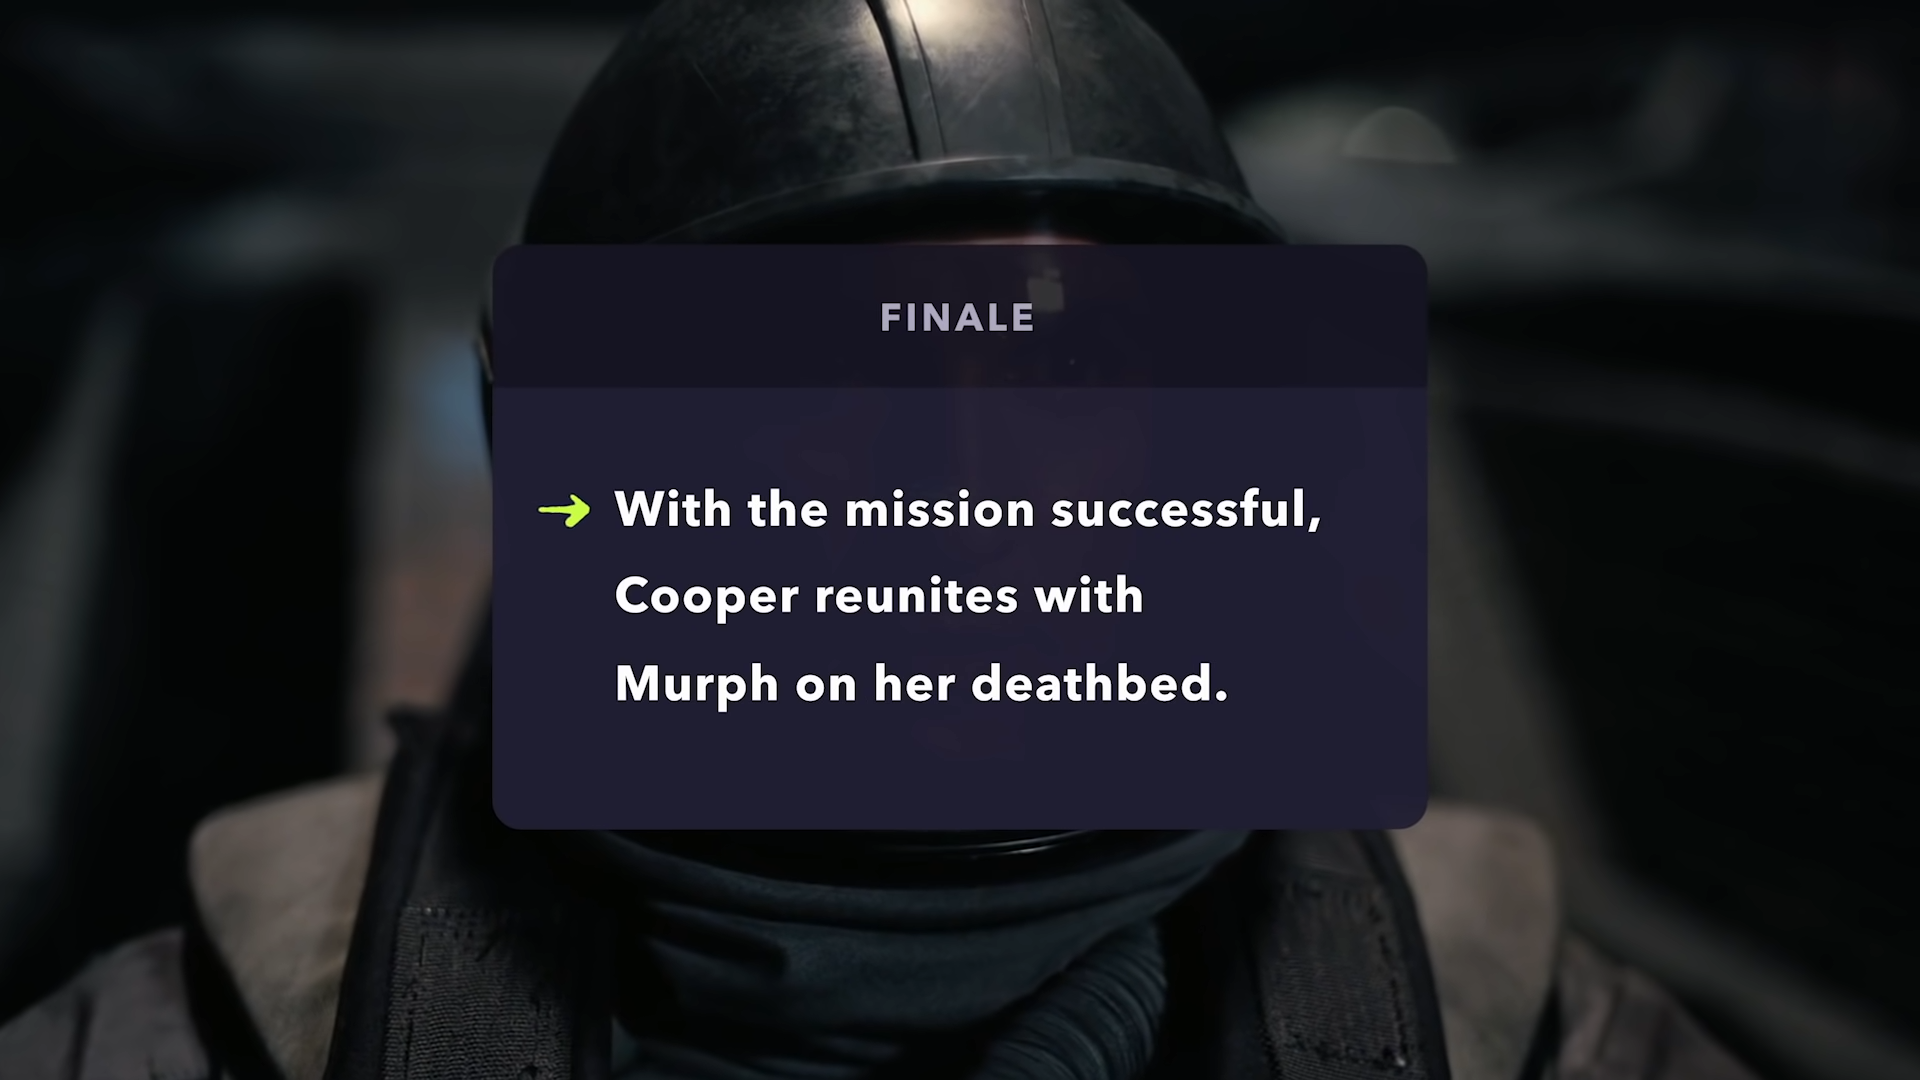 FINALE
With the mission successful,
Cooper reunites with
Murph on her deathbed.